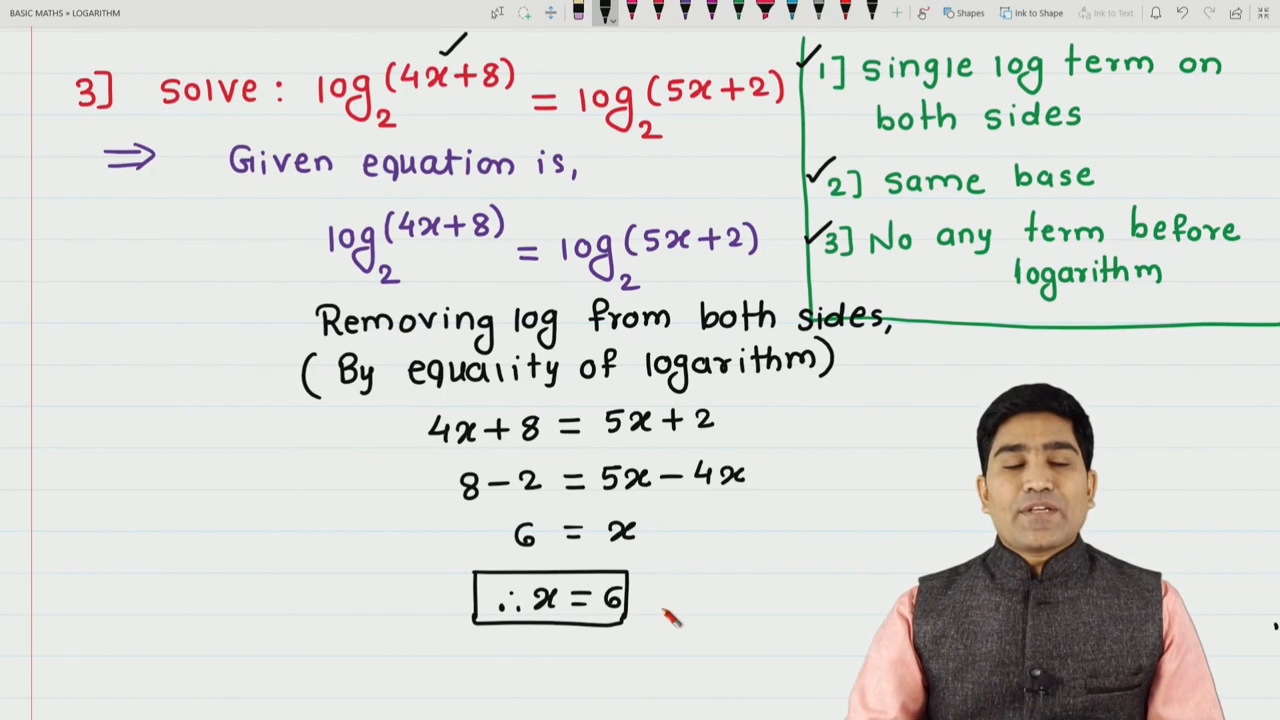 BASIC MATHS » LOGARITHM
Shapes Ink to Shape Ink to Text
3] solve : log₂(4x+8) = log₂(5x+2)
⇒ Given equation is,
log₂(4x+8) = log₂(5x+2)
Removing log from both sides,
( By equality of logarithm)
4x+8 = 5x+2
8-2 = 5x-4x
6 = x
∴ x = 6
1] single log term on
both sides
2] same base
3] No any term before
logarithm